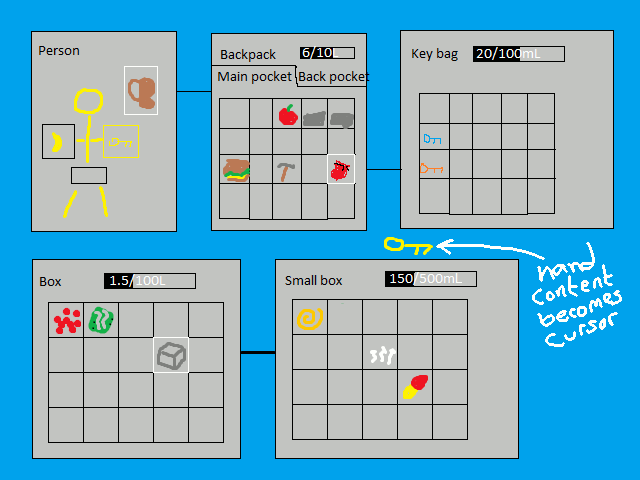 Person
Backpack
6/10L
Main pocket
Back pocket
Key bag
20/100mL
Box
1.5/100L
Small box
150/500mL
hand
content
becomes
cursor